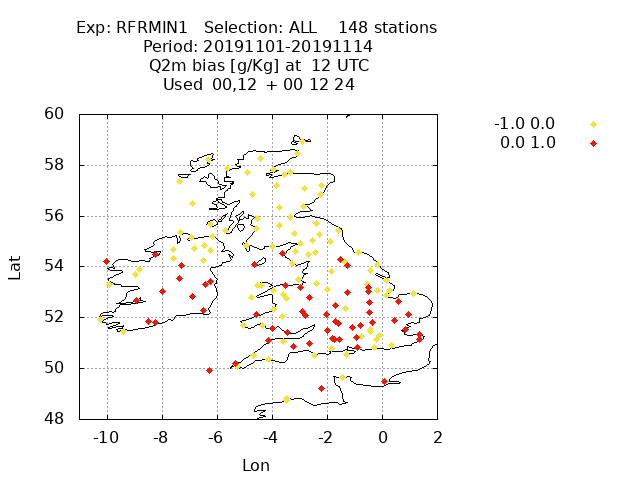 Exp: RFRMIN1 Selection: ALL 148 stations
Period: 20191101-20191114
Q2m bias [g/Kg] at 12 UTC
Used 00,12 + 00 12 24
-1.0 0.0
0.0 1.0
60
58
56
54
52
50
48
Lat
-10 -8 -6 -4 -2 0 2
Lon